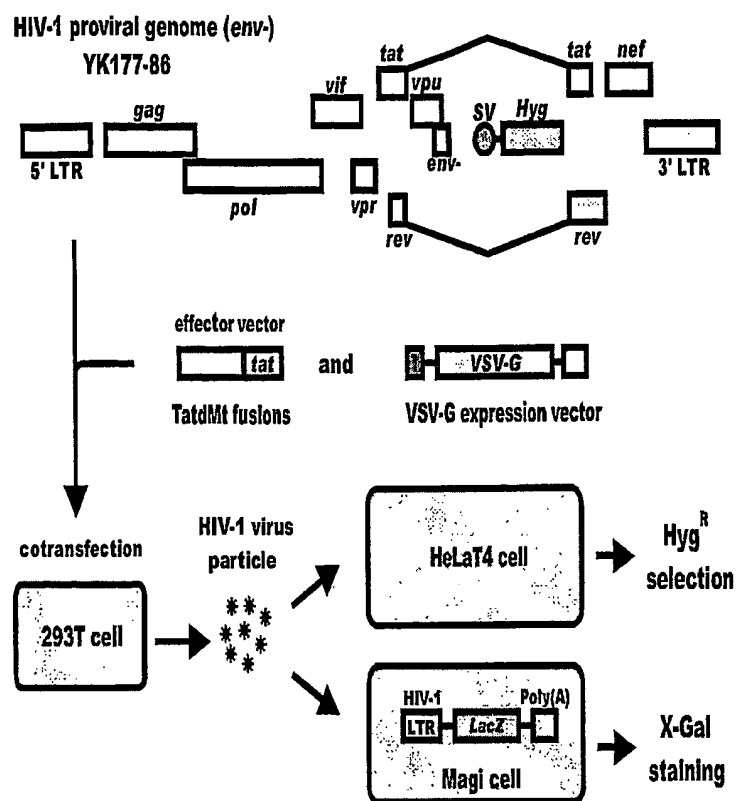 HIV-1 proviral genome (env-)
YK177-86
tat
tat
nef
vif
vpu
gag
SV
Hyg
env-
5' LTR
3' LTR
pol
vpr
rev
rev
effector vector
tat
and
VSV-G
TatdMt fusions
VSV-G expression vector
cotransfection
HIV-1 virus
particle
293T cell
HeLaT4 cell
Hyg^R
selection
HIV-1
Poly(A)
LTR
LacZ
Magi cell
X-Gal
staining